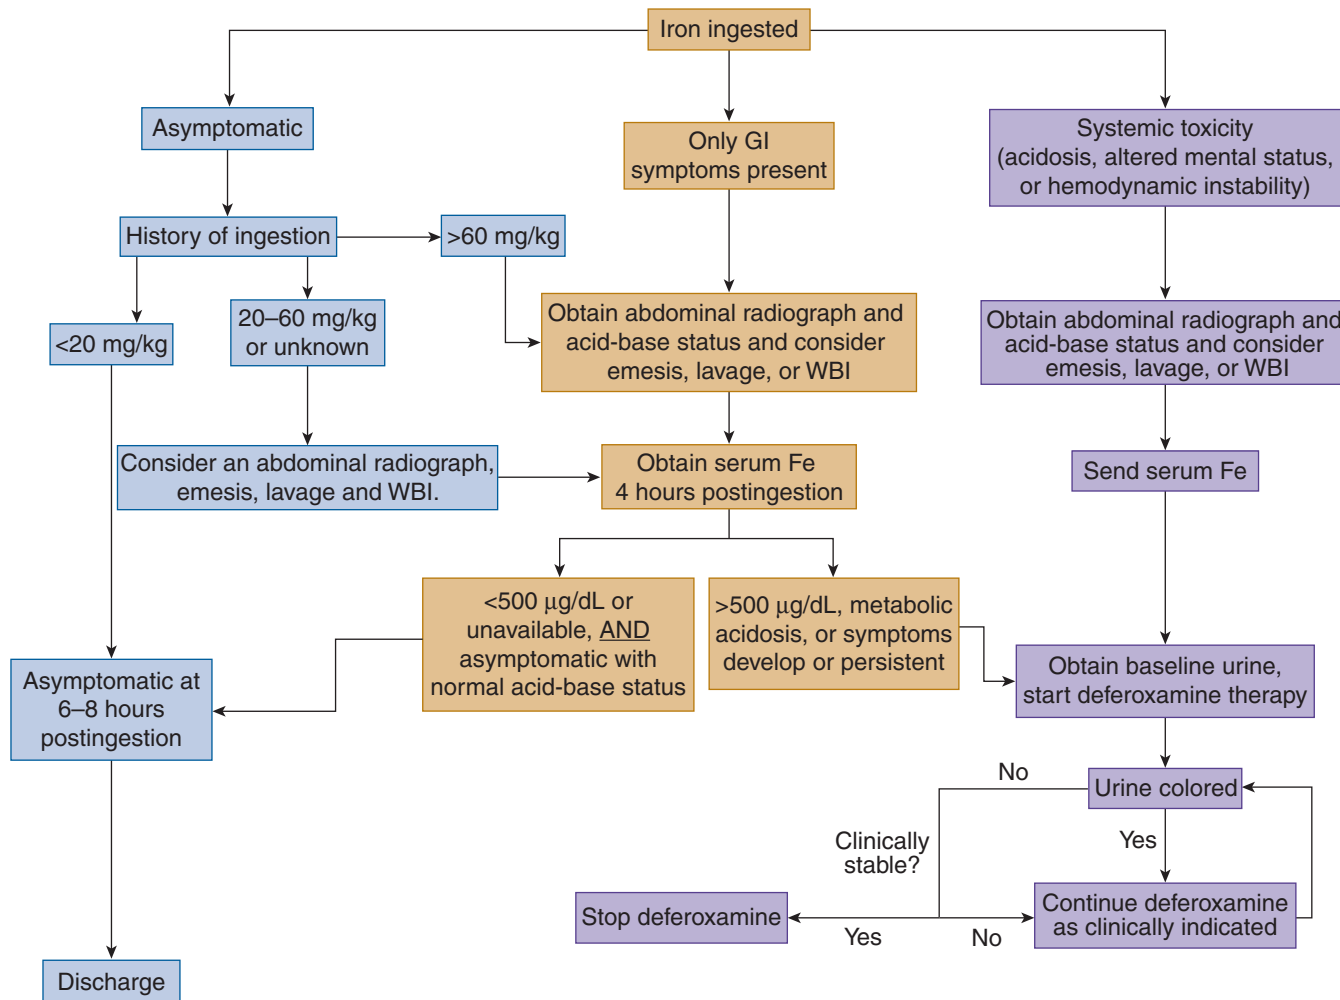 Iron ingested
Asymptomatic
Only GI
symptoms present
Systemic toxicity
(acidosis, altered mental status,
or hemodynamic instability)
History of ingestion
>60 mg/kg
<20 mg/kg
20–60 mg/kg
or unknown
Obtain abdominal radiograph and
acid-base status and consider
emesis, lavage, or WBI
Obtain abdominal radiograph and
acid-base status and consider
emesis, lavage, or WBI
Consider an abdominal radiograph,
emesis, lavage and WBI.
Obtain serum Fe
4 hours postingestion
Send serum Fe
<500 μg/dL or
unavailable, AND
asymptomatic with
normal acid-base status
>500 μg/dL, metabolic
acidosis, or symptoms
develop or persistent
Asymptomatic at
6–8 hours
postingestion
Obtain baseline urine,
start deferoxamine therapy
No
Urine colored
Clinically
stable?
Yes
Stop deferoxamine
Yes
No
Continue deferoxamine
as clinically indicated
Discharge